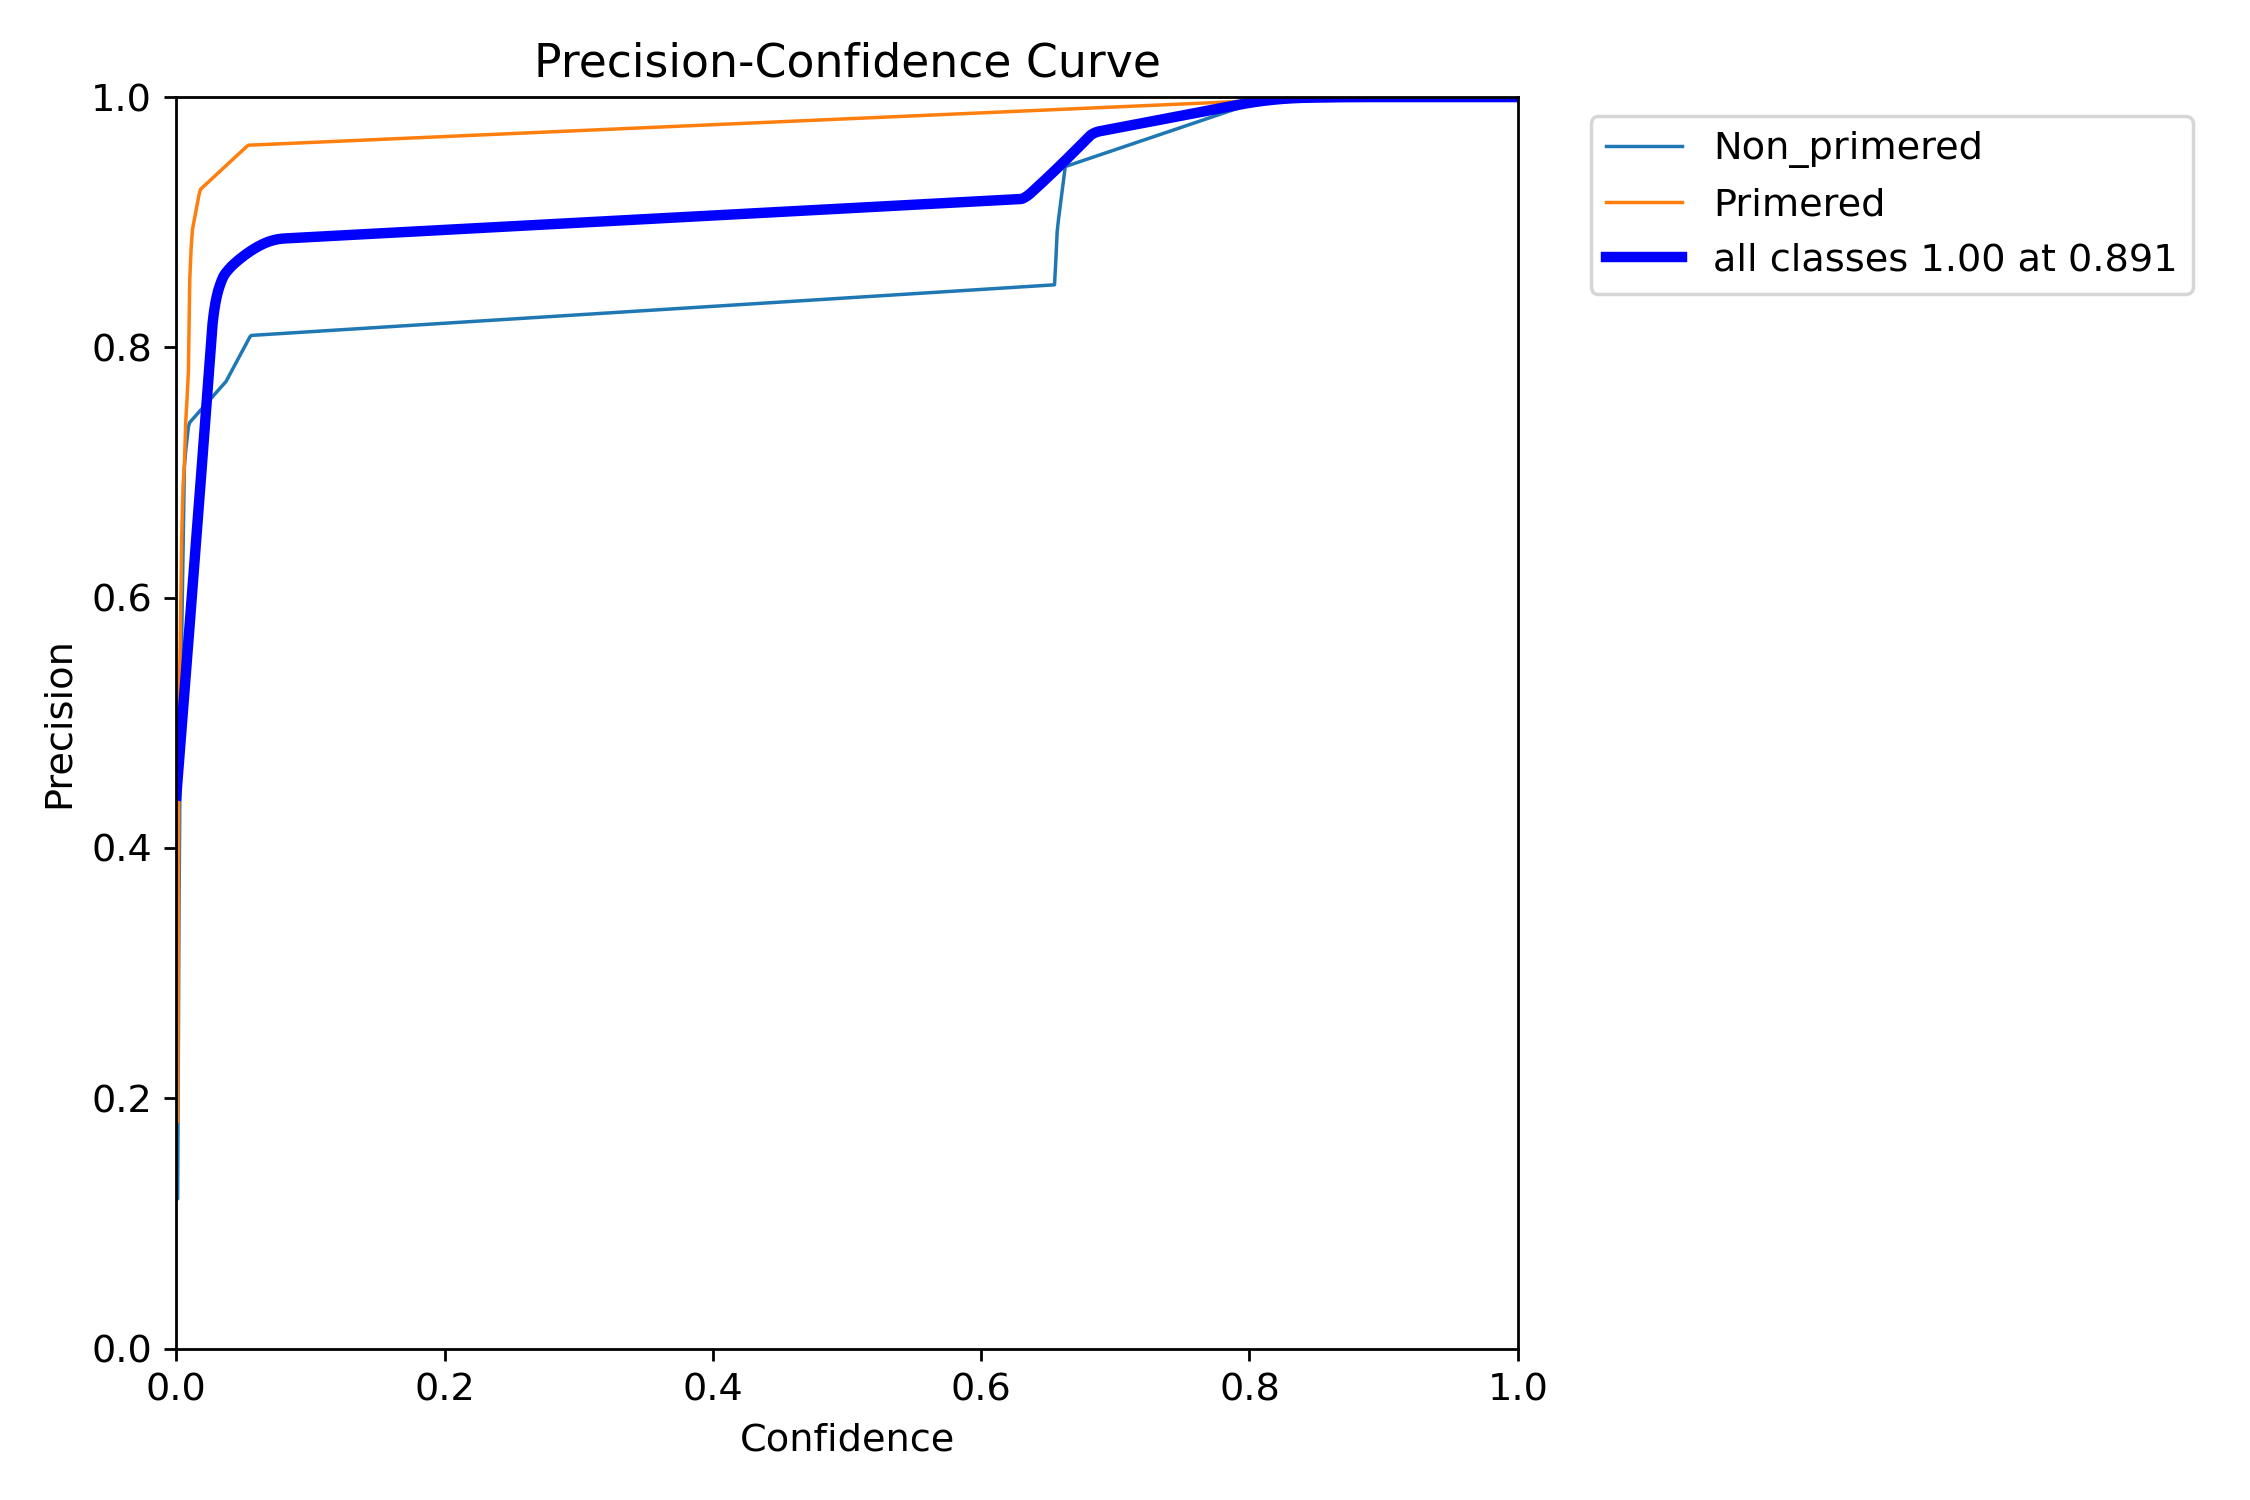 Precision-Confidence Curve
1.0
0.8
0.6
0.4
0.2
0.0
Precision
0.0 0.2 0.4 0.6 0.8 1.0
Confidence
Non_primered
Primered
all classes 1.00 at 0.891